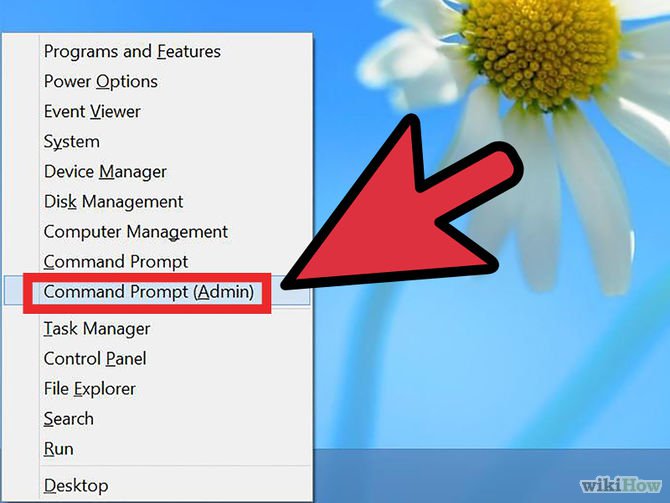 Programs and Features
Power Options
Event Viewer
System
Device Manager
Disk Management
Computer Management
Command Prompt
Command Prompt (Admin)
Task Manager
Control Panel
File Explorer
Search
Run
Desktop
wikiHow